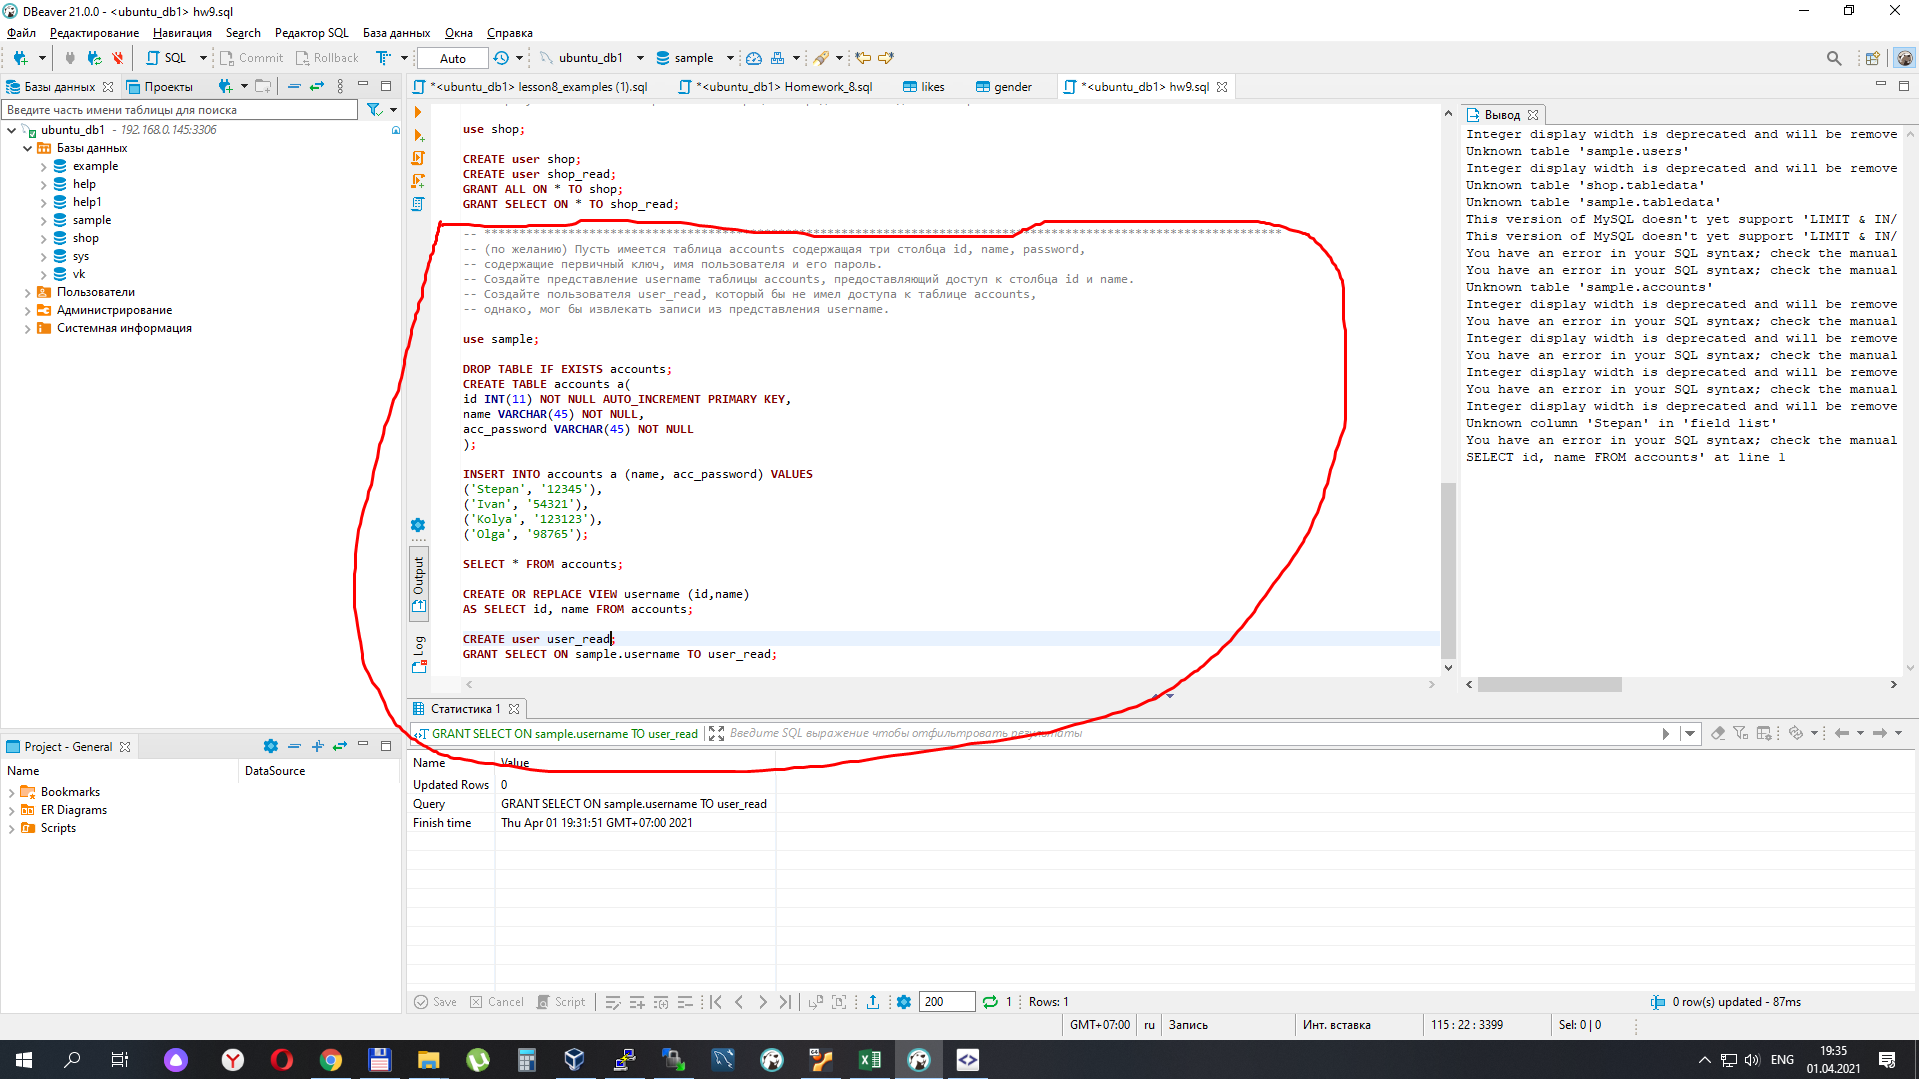 DBeaver 21.0.0 - <ubuntu_db1> hw9.sql
Файл Редактирование Навигация Search Редактор SQL База данных Окна Справка
SQL Commit Rollback Auto ubuntu_db1 sample
Базы данных Проекты
Введите часть имени таблицы для поиска
ubuntu_db1 - 192.168.0.145:3306
Базы данных
example
help
help1
sample
shop
sys
vk
Пользователи
Администрирование
Системная информация
Project - General
Name DataSource
Bookmarks
ER Diagrams
Scripts
*<ubuntu_db1> lesson8_examples (1).sql *<ubuntu_db1> Homework_8.sql likes gender *<ubuntu_db1> hw9.sql
use shop;
CREATE user shop;
CREATE user shop_read;
GRANT ALL ON * TO shop;
GRANT SELECT ON * TO shop_read;
-- (по желанию) Пусть имеется таблица accounts содержащая три столбца id, name, password,
-- содержащие первичный ключ, имя пользователя и его пароль.
-- Создайте представление username таблицы accounts, предоставляющий доступ к столбца id и name.
-- Создайте пользователя user_read, который бы не имел доступа к таблице accounts,
-- однако, мог бы извлекать записи из представления username.
use sample;
DROP TABLE IF EXISTS accounts;
CREATE TABLE accounts a(
id INT(11) NOT NULL AUTO_INCREMENT PRIMARY KEY,
name VARCHAR(45) NOT NULL,
acc_password VARCHAR(45) NOT NULL
);
INSERT INTO accounts a (name, acc_password) VALUES
('Stepan', '12345'),
('Ivan', '54321'),
('Kolya', '123123'),
('Olga', '98765');
SELECT * FROM accounts;
CREATE OR REPLACE VIEW username (id,name)
AS SELECT id, name FROM accounts;
CREATE user user_read;
GRANT SELECT ON sample.username TO user_read;
Output
Log
Вывод
Integer display width is deprecated and will be remove
Unknown table 'sample.users'
Integer display width is deprecated and will be remove
Unknown table 'shop.tabledata'
Unknown table 'sample.tabledata'
This version of MySQL doesn't yet support 'LIMIT & IN/
This version of MySQL doesn't yet support 'LIMIT & IN/
You have an error in your SQL syntax; check the manual
You have an error in your SQL syntax; check the manual
Unknown table 'sample.accounts'
Integer display width is deprecated and will be remove
You have an error in your SQL syntax; check the manual
Integer display width is deprecated and will be remove
You have an error in your SQL syntax; check the manual
Integer display width is deprecated and will be remove
You have an error in your SQL syntax; check the manual
Integer display width is deprecated and will be remove
Unknown column 'Stepan' in 'field list'
You have an error in your SQL syntax; check the manual
SELECT id, name FROM accounts' at line 1
Статистика 1
GRANT SELECT ON sample.username TO user_read Введите SQL выражение чтобы отфильтровать результаты
Name Value
Updated Rows 0
Query GRANT SELECT ON sample.username TO user_read
Finish time Thu Apr 01 19:31:51 GMT+07:00 2021
Save Cancel Script 200 1 Rows: 1 0 row(s) updated - 87ms
GMT+07:00 ru Запись Инт. вставка 115 : 22 : 3399 Sel: 0 | 0
ENG 19:35
01.04.2021